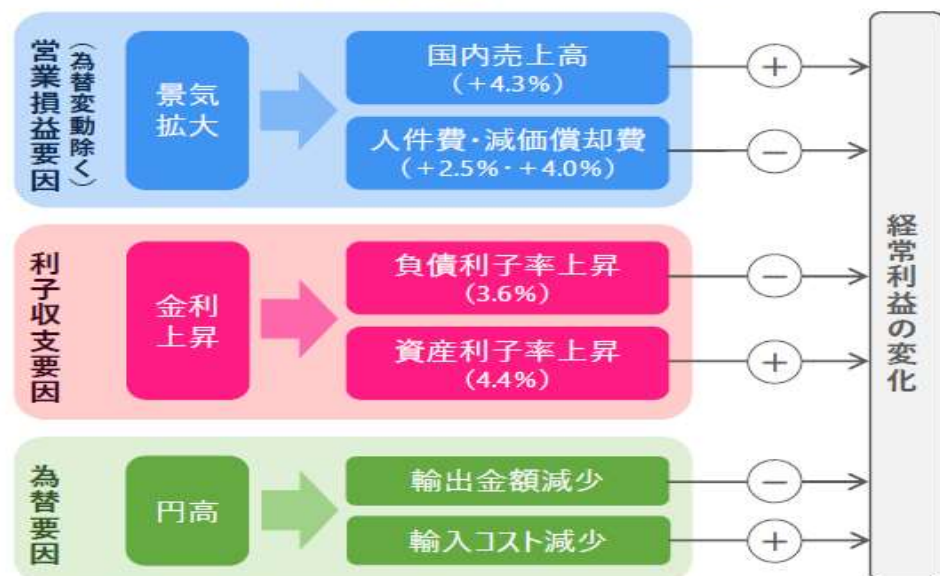 営業損益要因
（為替変動除く）
景気
拡大
国内売上高
（＋4.3%）
＋
人件費・減価償却費
（＋2.5%・＋4.0%）
－
利子収支要因
金利
上昇
負債利子率上昇
（3.6%）
－
資産利子率上昇
（4.4%）
＋
為替要因
円高
輸出金額減少
－
輸入コスト減少
＋
経常利益の変化